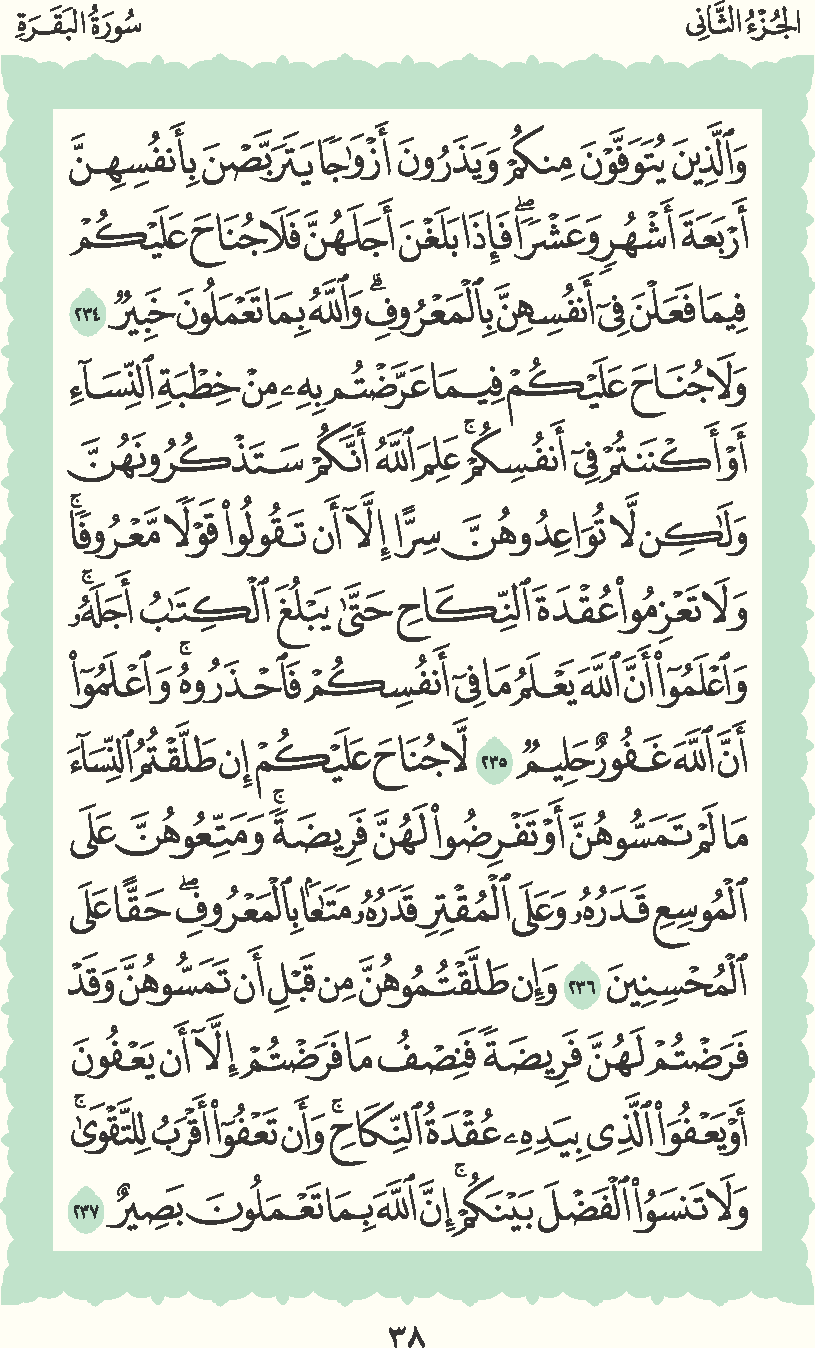 الجُزْءُ الثَّانِي
سُورَةُ البَقَرَةِ
وَٱلَّذِينَ يُتَوَفَّوْنَ مِنكُمْ وَيَذَرُونَ أَزْوَٰجًا يَتَرَبَّصْنَ بِأَنفُسِهِنَّ
أَرْبَعَةَ أَشْهُرٍ وَعَشْرًاۖ فَإِذَا بَلَغْنَ أَجَلَهُنَّ فَلَا جُنَاحَ عَلَيْكُمْ
فِيمَا فَعَلْنَ فِىٓ أَنفُسِهِنَّ بِٱلْمَعْرُوفِۗ وَٱللَّهُ بِمَا تَعْمَلُونَ خَبِيرٌ ٢٣٤
وَلَا جُنَاحَ عَلَيْكُمْ فِيمَا عَرَّضْتُم بِهِۦ مِنْ خِطْبَةِ ٱلنِّسَآءِ
أَوْ أَكْنَنتُمْ فِىٓ أَنفُسِكُمْۚ عَلِمَ ٱللَّهُ أَنَّكُمْ سَتَذْكُرُونَهُنَّ
وَلَٰكِن لَّا تُوَاعِدُوهُنَّ سِرًّا إِلَّآ أَن تَقُولُوا۟ قَوْلًا مَّعْرُوفًاۚ
وَلَا تَعْزِمُوا۟ عُقْدَةَ ٱلنِّكَاحِ حَتَّىٰ يَبْلُغَ ٱلْكِتَٰبُ أَجَلَهُۥۚ
وَٱعْلَمُوٓا۟ أَنَّ ٱللَّهَ يَعْلَمُ مَا فِىٓ أَنفُسِكُمْ فَٱحْذَرُوهُۚ وَٱعْلَمُوٓا۟
أَنَّ ٱللَّهَ غَفُورٌ حَلِيمٌ ٢٣٥ لَّا جُنَاحَ عَلَيْكُمْ إِن طَلَّقْتُمُ ٱلنِّسَآءَ
مَا لَمْ تَمَسُّوهُنَّ أَوْ تَفْرِضُوا۟ لَهُنَّ فَرِيضَةًۚ وَمَتِّعُوهُنَّ عَلَى
ٱلْمُوسِعِ قَدَرُهُۥ وَعَلَى ٱلْمُقْتِرِ قَدَرُهُۥ مَتَٰعًۢا بِٱلْمَعْرُوفِۖ حَقًّا عَلَى
ٱلْمُحْسِنِينَ ٢٣٦ وَإِن طَلَّقْتُمُوهُنَّ مِن قَبْلِ أَن تَمَسُّوهُنَّ وَقَدْ
فَرَضْتُمْ لَهُنَّ فَرِيضَةً فَنِصْفُ مَا فَرَضْتُمْ إِلَّآ أَن يَعْفُونَ
أَوْ يَعْفُوَا۟ ٱلَّذِى بِيَدِهِۦ عُقْدَةُ ٱلنِّكَاحِۚ وَأَن تَعْفُوٓا۟ أَقْرَبُ لِلتَّقْوَىٰۚ
وَلَا تَنسَوُا۟ ٱلْفَضْلَ بَيْنَكُمْۚ إِنَّ ٱللَّهَ بِمَا تَعْمَلُونَ بَصِيرٌ ٢٣٧
٣٨